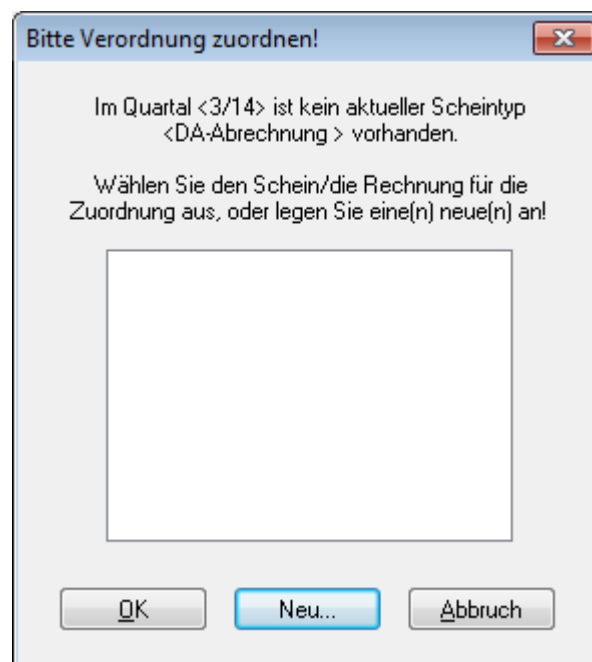 Bitte Verordnung zuordnen!
Im Quartal <3/14> ist kein aktueller Scheintyp
<DA-Abrechnung > vorhanden.
Wählen Sie den Schein/die Rechnung für die
Zuordnung aus, oder legen Sie eine(n) neue(n) an!
OK Neu... Abbruch